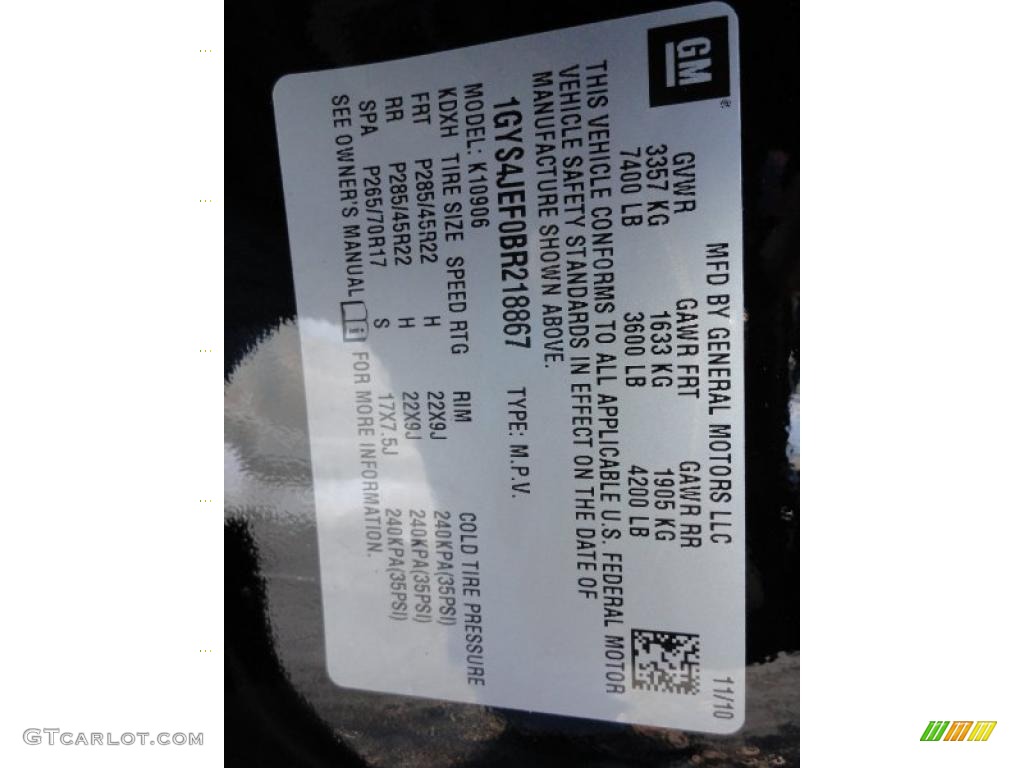 GM®
MFD BY GENERAL MOTORS LLC 11/10
GVWR GAWR FRT GAWR RR
3357 KG 1633 KG 1905 KG
7400 LB 3600 LB 4200 LB
THIS VEHICLE CONFORMS TO ALL APPLICABLE U.S. FEDERAL MOTOR
VEHICLE SAFETY STANDARDS IN EFFECT ON THE DATE OF
MANUFACTURE SHOWN ABOVE.
1GYS4JEF0BR218867 TYPE: M.P.V.
MODEL: K10906
KDXH TIRE SIZE SPEED RTG RIM COLD TIRE PRESSURE
FRT P285/45R22 H 22X9J 240KPA(35PSI)
RR P285/45R22 H 22X9J 240KPA(35PSI)
SPA P265/70R17 S 17X7.5J 240KPA(35PSI)
SEE OWNER'S MANUAL i FOR MORE INFORMATION.
GTCarlot.com